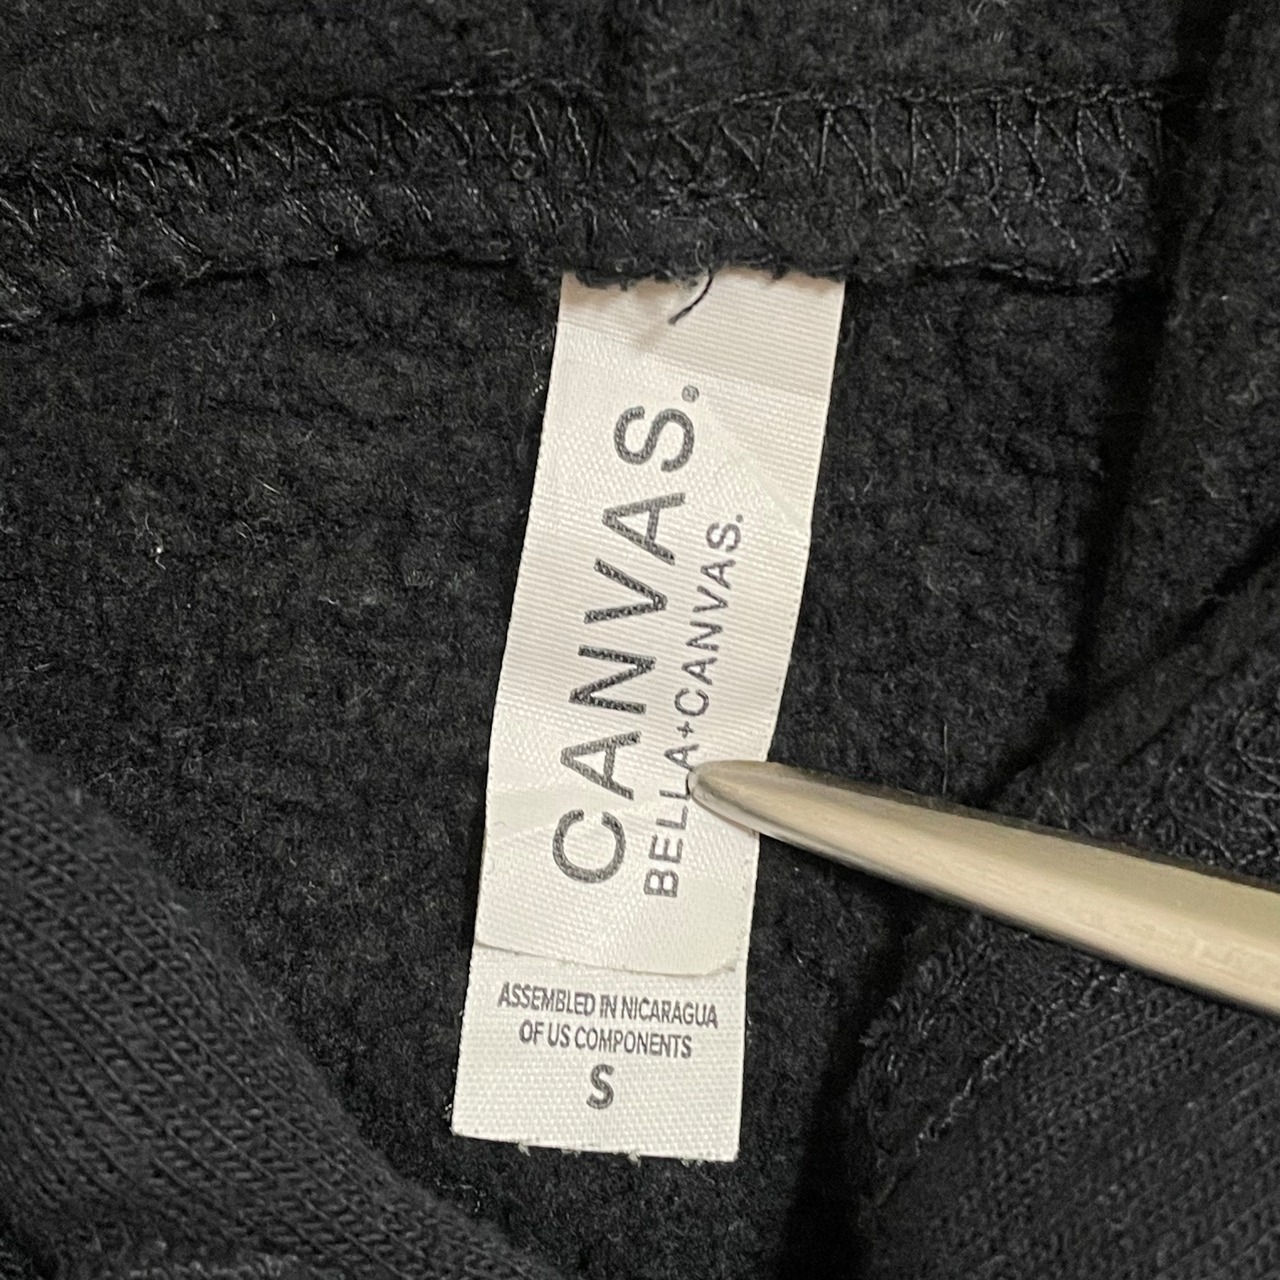 CANVAS.®
BELLA+CANVAS.
ASSEMBLED IN NICARAGUA
OF US COMPONENTS
S